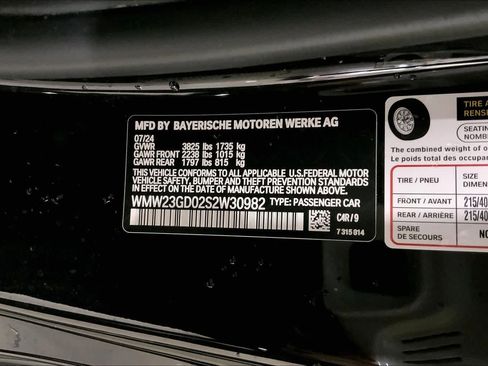 MFD BY BAYERISCHE MOTOREN WERKE AG
07/24
GVWR 3825 lbs 1735 kg
GAWR FRONT 2238 lbs 1015 kg
GAWR REAR 1797 lbs 815 kg
THIS VEHICLE CONFORMS TO ALL APPLICABLE U.S.FEDERAL MOTOR
VEHICLE SAFETY, BUMPER AND THEFT PREVENTION STANDARDS
IN EFFECT ON THE DATE OF MANUFACTURE SHOWN ABOVE.
WMW23GD02S2W30982 TYPE: PASSENGER CAR
C4R/9
7 315 014
TIRE A
RENSE
SEATING
NOMBR
The combined weight of o
Le poids total des occupa
TIRE / PNEU SIZE
DIMEN
FRONT / AVANT 215/40
REAR / ARRIÈRE 215/40
SPARE
DE SECOURS NO